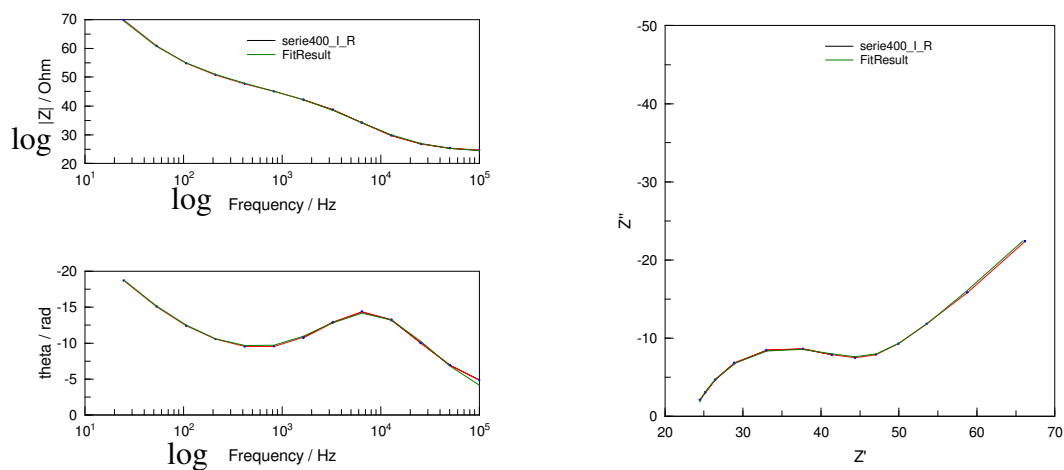 70
60
50
40
30
20
log |Z| / Ohm
serie400_I_R
FitResult
10^1 10^2 10^3 10^4 10^5
log Frequency / Hz
-20
-15
-10
-5
0
theta / rad
10^1 10^2 10^3 10^4 10^5
log Frequency / Hz
-50
-40
-30
-20
-10
0
Z''
serie400_I_R
FitResult
20 30 40 50 60 70
Z'